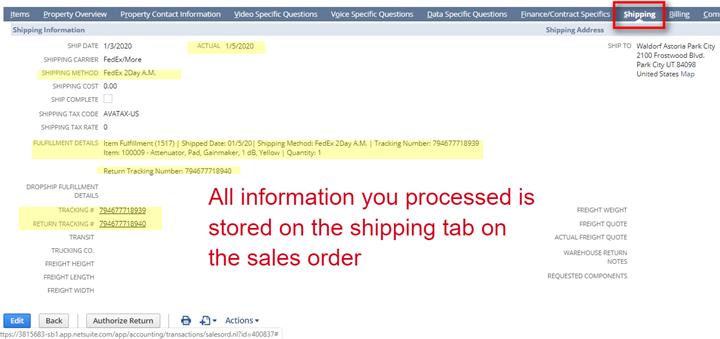 Items Property Overview Property Contact Information Video Specific Questions Voice Specific Questions Data Specific Questions Finance/Contract Specifics Shipping Billing Com
Shipping Information
Shipping Address
SHIP DATE 1/3/2020 ACTUAL 1/5/2020
SHIPPING CARRIER FedEx/More
SHIPPING METHOD FedEx 2Day A.M.
SHIPPING COST 0.00
SHIP COMPLETE
SHIPPING TAX CODE AVATAX-US
SHIPPING TAX RATE 0
FULFILLMENT DETAILS Item Fulfillment (1517) | Shipped Date: 01/5/20| Shipping Method: FedEx 2Day A.M. | Tracking Number: 794677718939
Item: 100009 - Attenuator, Pad, Gainmaker, 1 dB, Yellow | Quantity: 1
Return Tracking Number: 794677718940
DROPSHIP FULFILLMENT
DETAILS
TRACKING # 794677718939
RETURN TRACKING # 794677718940
TRANSIT
TRUCKING CO.
FREIGHT HEIGHT
FREIGHT LENGTH
FREIGHT WIDTH
SHIP TO Waldorf Astoria Park City
2100 Frostwood Blvd.
Park City UT 84098
United States Map
All information you processed is
stored on the shipping tab on
the sales order
FREIGHT WEIGHT
FREIGHT QUOTE
ACTUAL FREIGHT QUOTE
WAREHOUSE RETURN
NOTES
REQUESTED COMPONENTS
Edit Back Authorize Return Actions
ttps://3815683-sb1.app.netsuite.com/app/accounting/transactions/salesord.nl?id=400837#